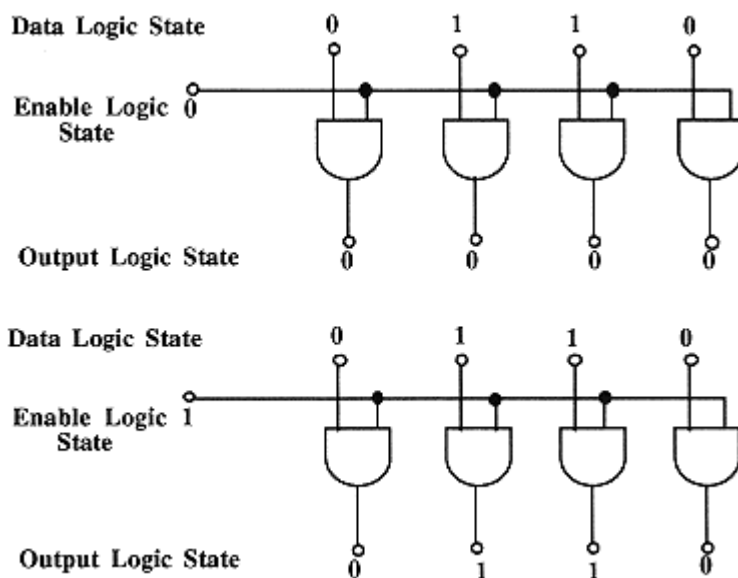 Data Logic State 0 1 1 0
Enable Logic 0
State
Output Logic State 0 0 0 0
Data Logic State 0 1 1 0
Enable Logic 1
State
Output Logic State 0 1 1 0